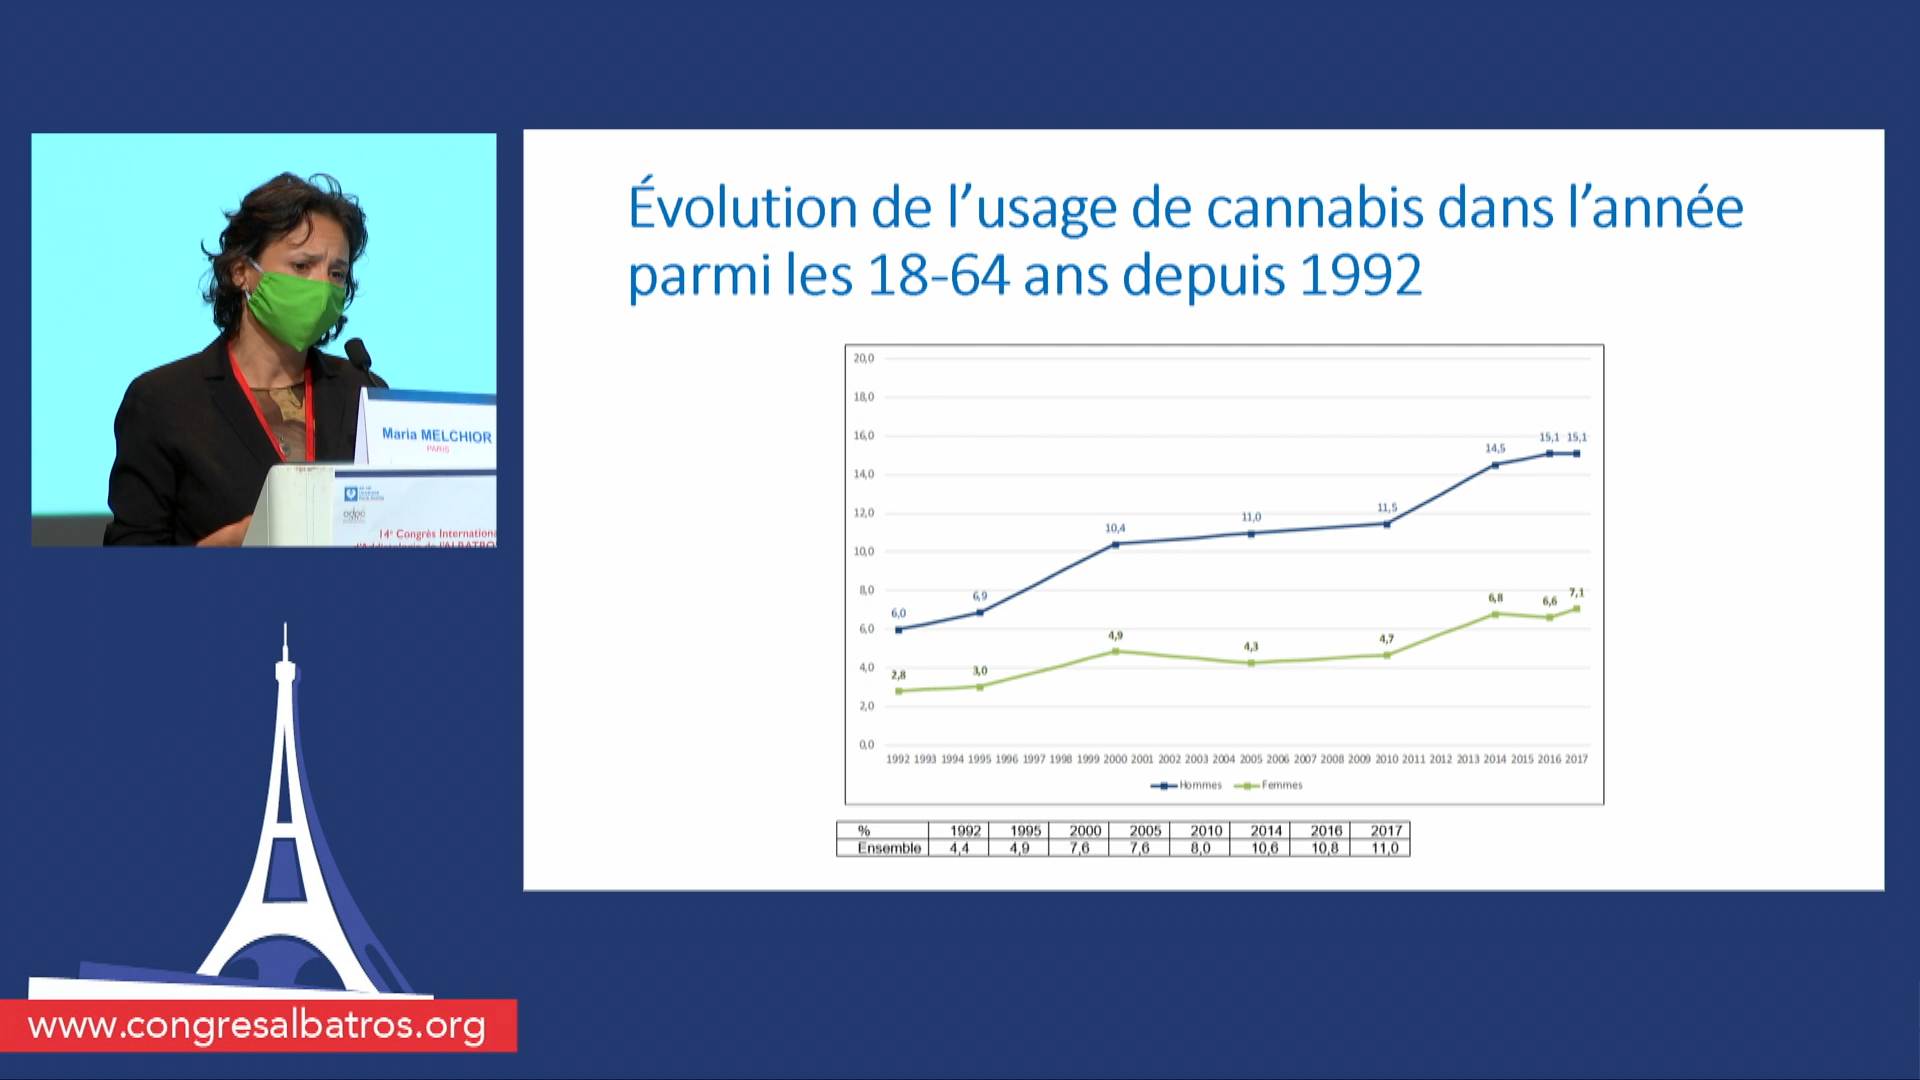 Évolution de l'usage de cannabis dans l'année
parmi les 18-64 ans depuis 1992
20,0
18,0
16,0
14,0
12,0
10,0
8,0
6,0
4,0
2,0
0,0
6,0 6,9 10,4 11,0 11,5 14,5 15,1 15,1
2,8 3,0 4,9 4,3 4,7 6,8 6,6 7,1
1992 1993 1994 1995 1996 1997 1998 1999 2000 2001 2002 2003 2004 2005 2006 2007 2008 2009 2010 2011 2012 2013 2014 2015 2016 2017
Hommes Femmes
% 1992 1995 2000 2005 2010 2014 2016 2017
Ensemble 4,4 4,9 7,6 7,6 8,0 10,6 10,8 11,0
Maria MELCHIOR
PARIS
odpc
14e Congrès Internationa
d'Addictologie de l'ALBATRO
www.congresalbatros.org